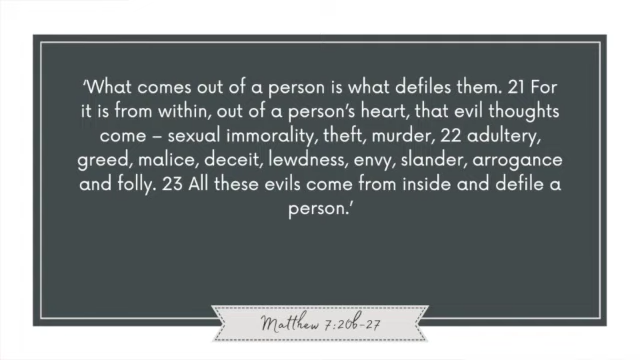 ‘What comes out of a person is what defiles them. 21 For
it is from within, out of a person’s heart, that evil thoughts
come – sexual immorality, theft, murder, 22 adultery,
greed, malice, deceit, lewdness, envy, slander, arrogance
and folly. 23 All these evils come from inside and defile a
person.’
Matthew 7:20b-27